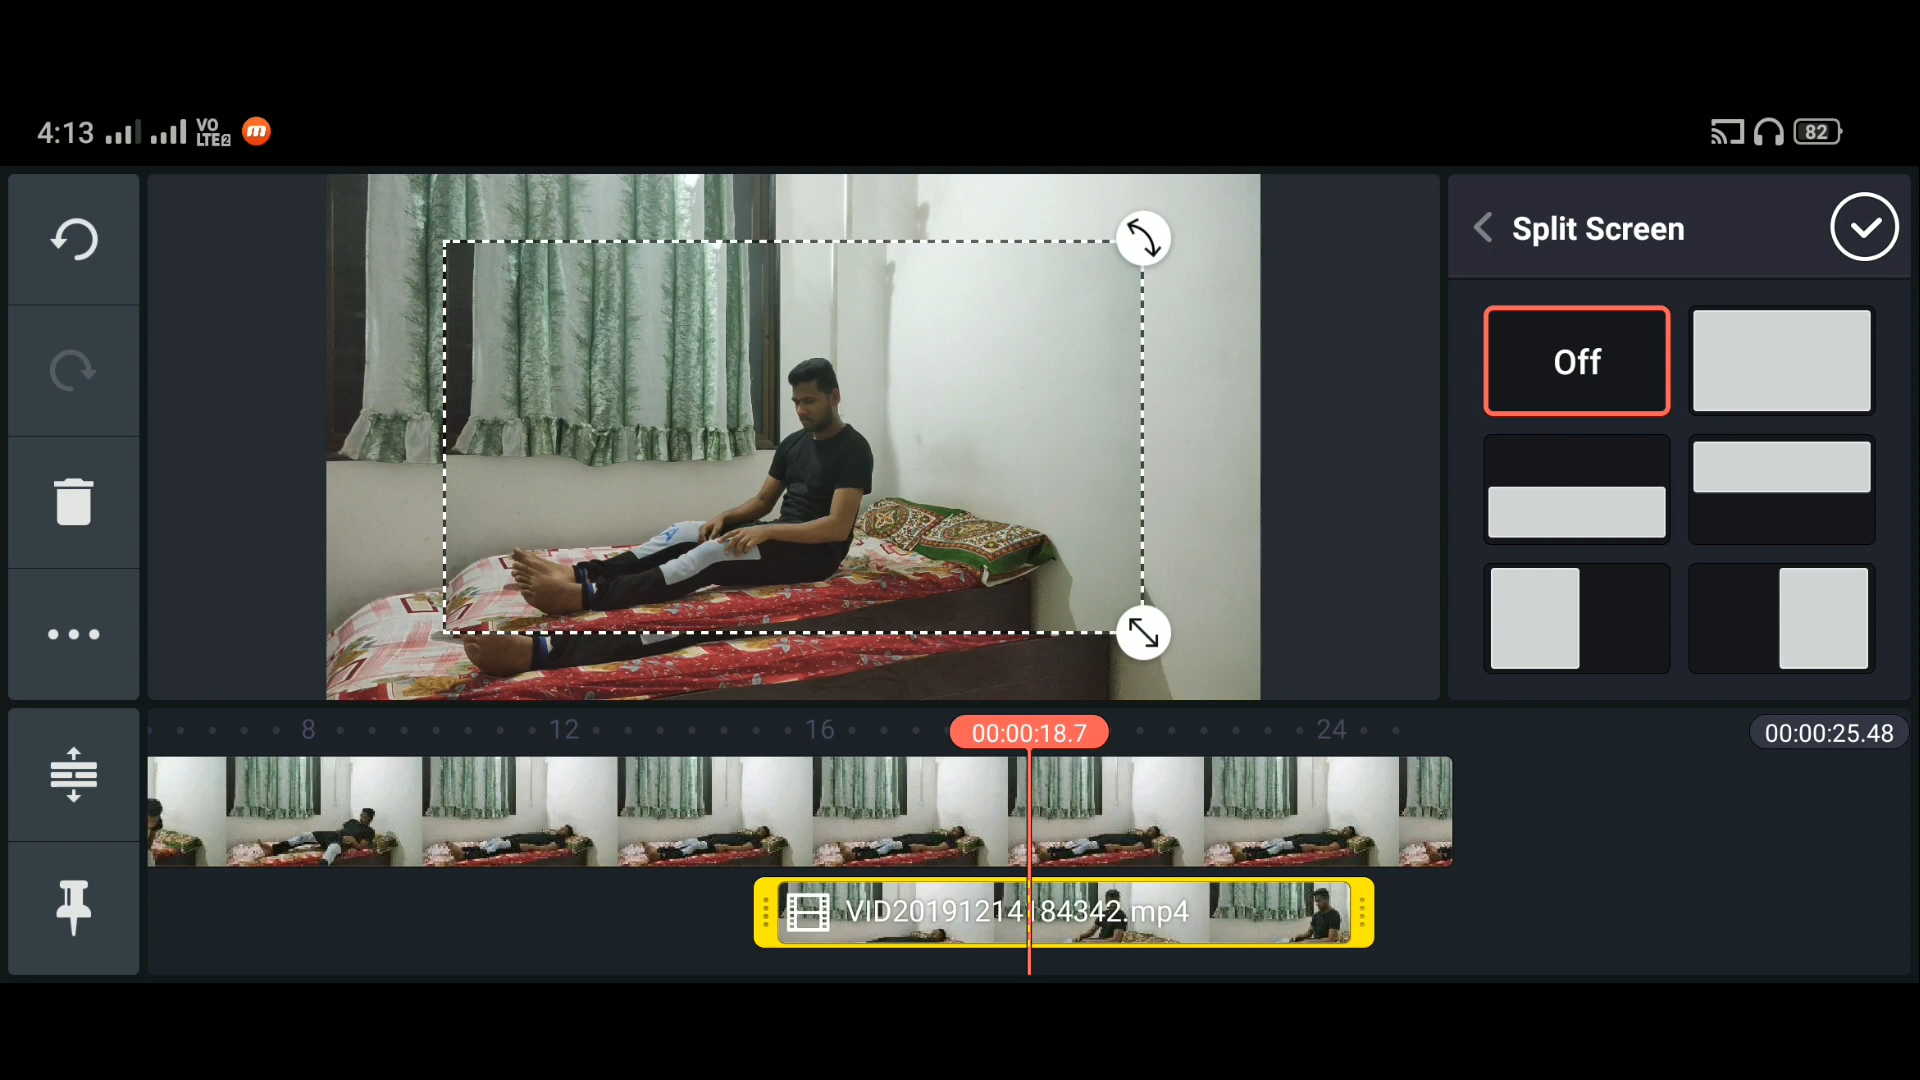 4:13 VO LTE2 m 82
Split Screen
Off
8 12 16 00:00:18.7 24 00:00:25.48
VID20191214184342.mp4